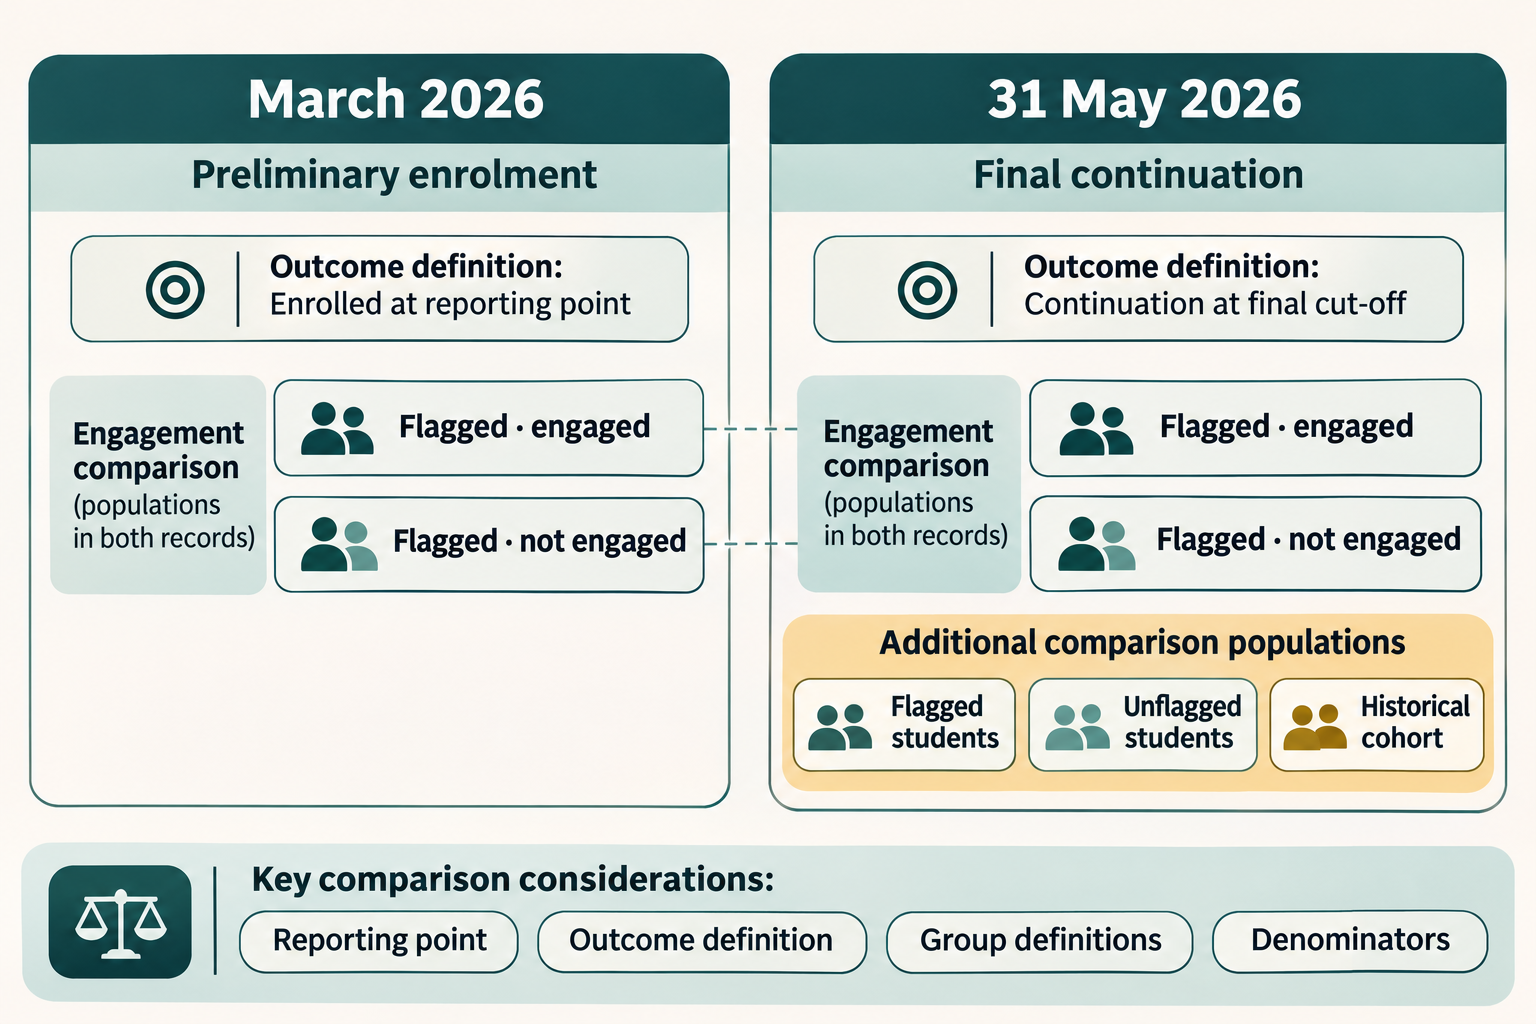 March 2026
Preliminary enrolment
Outcome definition:
Enrolled at reporting point
Engagement
comparison
(populations
in both records)
Flagged · engaged
Flagged · not engaged
31 May 2026
Final continuation
Outcome definition:
Continuation at final cut-off
Engagement
comparison
(populations
in both records)
Flagged · engaged
Flagged · not engaged
Additional comparison populations
Flagged
students
Unflagged
students
Historical
cohort
Key comparison considerations:
Reporting point
Outcome definition
Group definitions
Denominators